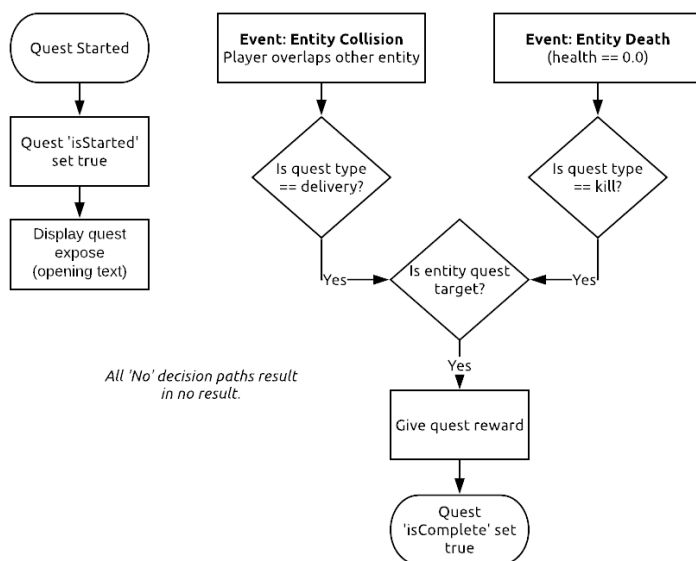 Quest Started
Quest 'isStarted'
set true
Display quest
expose
(opening text)
Event: Entity Collision
Player overlaps other entity
Event: Entity Death
(health == 0.0)
Is quest type
== delivery?
Is quest type
== kill?
Yes
Is entity quest
target?
Yes
Yes
All 'No' decision paths result
in no result.
Give quest reward
Quest
'isComplete' set
true